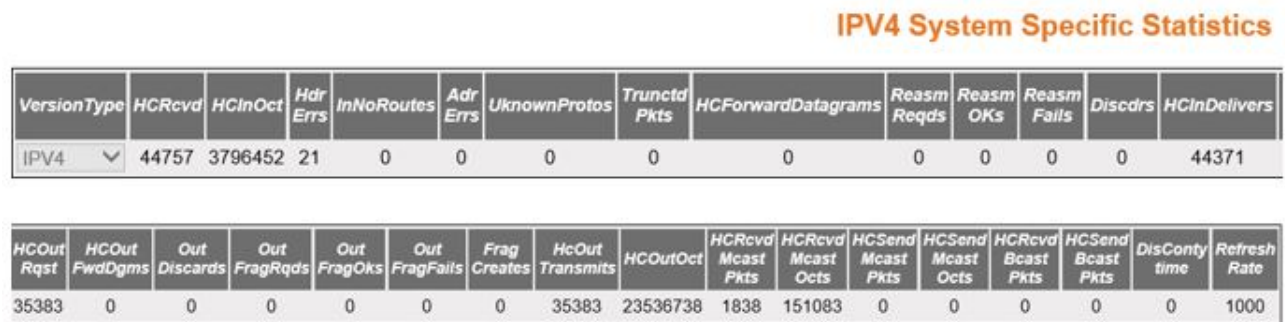 IPV4 System Specific Statistics
VersionType HCRcvd HCInOct Hdr Errs InNoRoutes Adr Errs UknownProtos Trunctd Pkts HCForwardDatagrams Reasm Reqds Reasm OKs Reasm Fails Discdrs HCInDelivers
IPV4 44757 3796452 21 0 0 0 0 0 0 0 0 0 44371
HCOut Rqst HCOut FwdDgms Out Discards Out FragRqds Out FragOks Out FragFails Frag Creates HcOut Transmits HCOutOct HCRcvd Mcast Pkts HCRcvd Mcast Octs HCSend Mcast Pkts HCSend Mcast Octs HCRcvd Bcast Pkts HCSend Bcast Pkts DisConty time Refresh Rate
35383 0 0 0 0 0 0 35383 23536738 1838 151083 0 0 0 0 0 1000